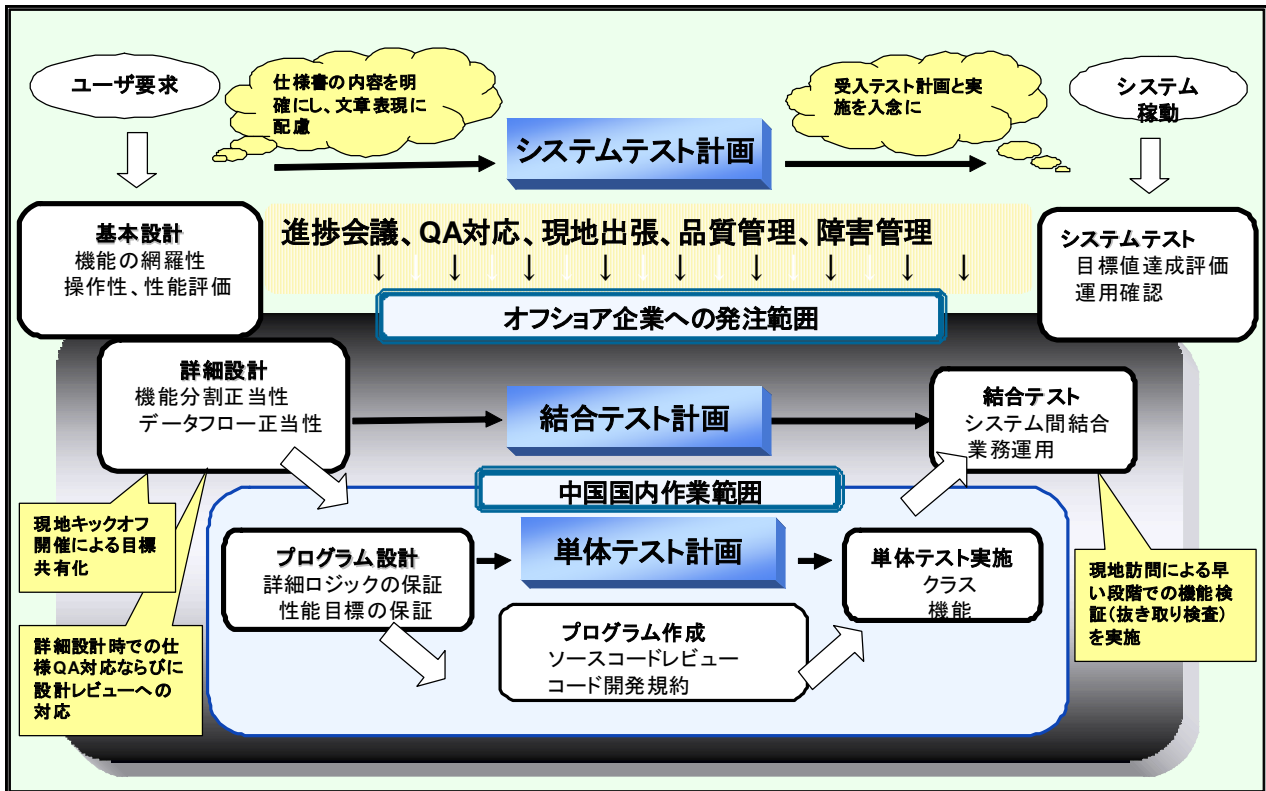 ユーザ要求
仕様書の内容を明
確にし、文章表現に
配慮
受入テスト計画と実
施を入念に
システム
稼動
システムテスト計画
基本設計
機能の網羅性
操作性、性能評価
進捗会議、QA対応、現地出張、品質管理、障害管理
システムテスト
目標値達成評価
運用確認
オフショア企業への発注範囲
詳細設計
機能分割正当性
データフロー正当性
結合テスト計画
結合テスト
システム間結合
業務運用
中国国内作業範囲
現地キックオフ
開催による目標
共有化
プログラム設計
詳細ロジックの保証
性能目標の保証
単体テスト計画
単体テスト実施
クラス
機能
現地訪問による早
い段階での機能検
証(抜き取り検査)
を実施
プログラム作成
ソースコードレビュー
コード開発規約
詳細設計時での仕
様QA対応ならびに
設計レビューへの
対応